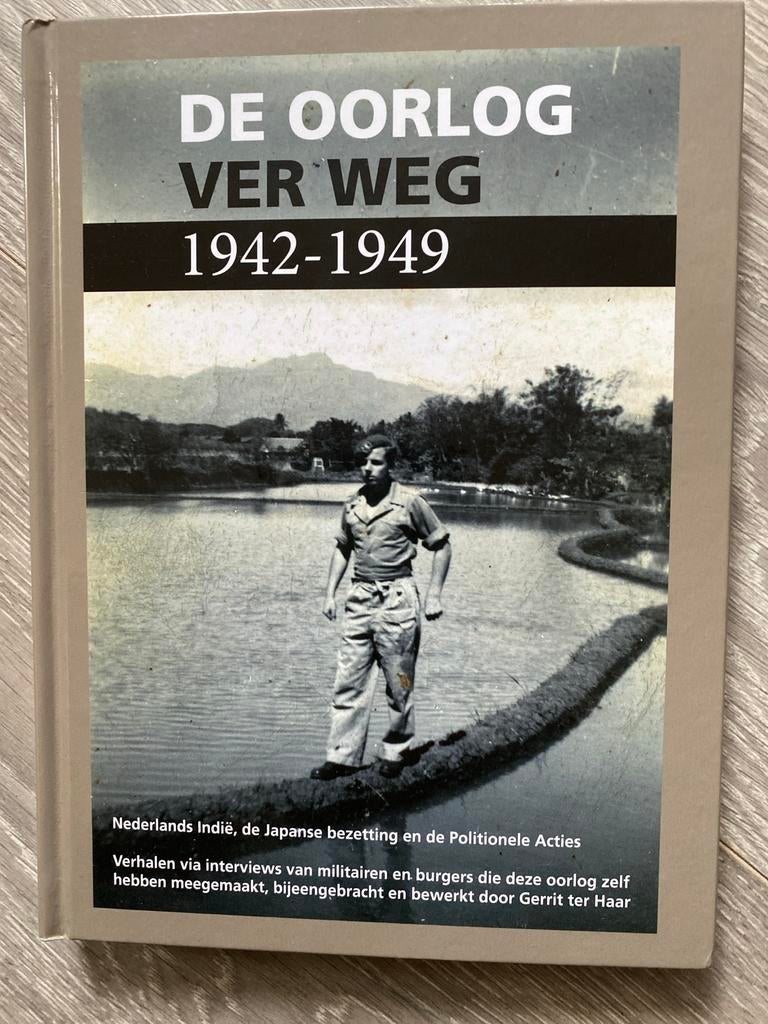 DE OORLOG
VER WEG
1942-1949
Nederlands Indië, de Japanse bezetting en de Politionele Acties
Verhalen via interviews van militairen en burgers die deze oorlog zelf
hebben meegemaakt, bijeengebracht en bewerkt door Gerrit ter Haar